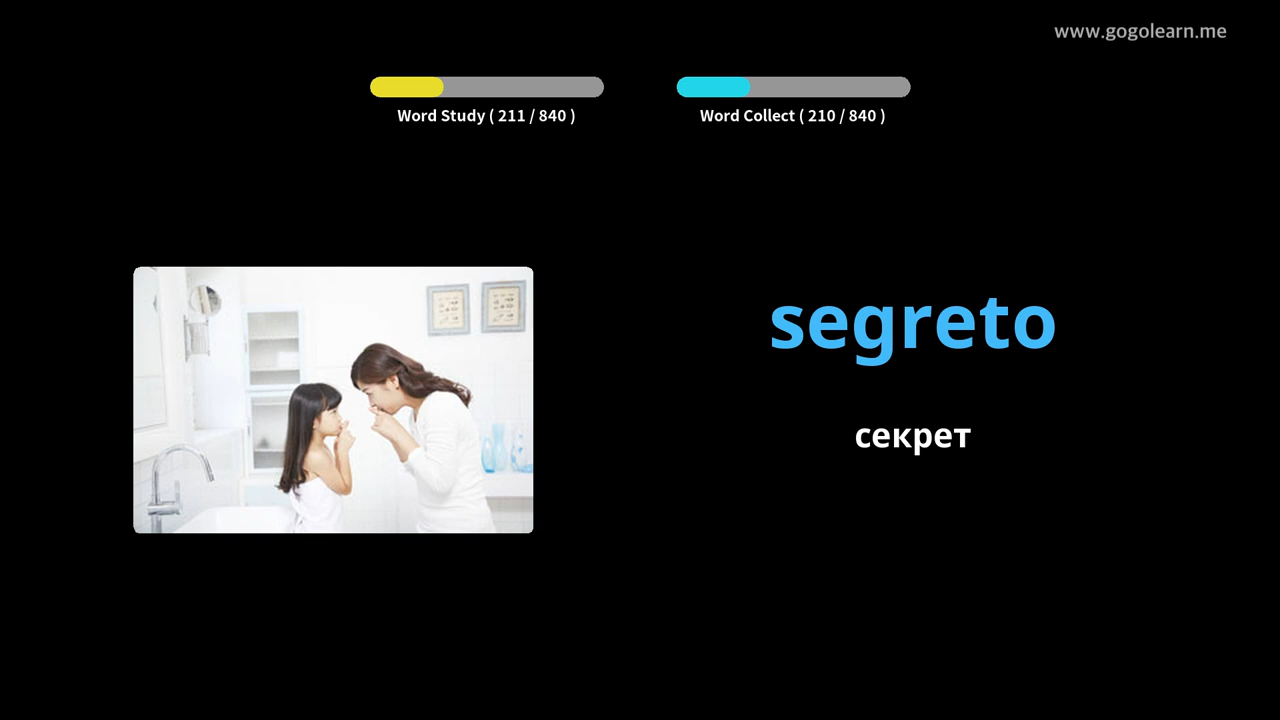 www.gogolearn.me
Word Study ( 211 / 840 )
Word Collect ( 210 / 840 )
segreto
секрет